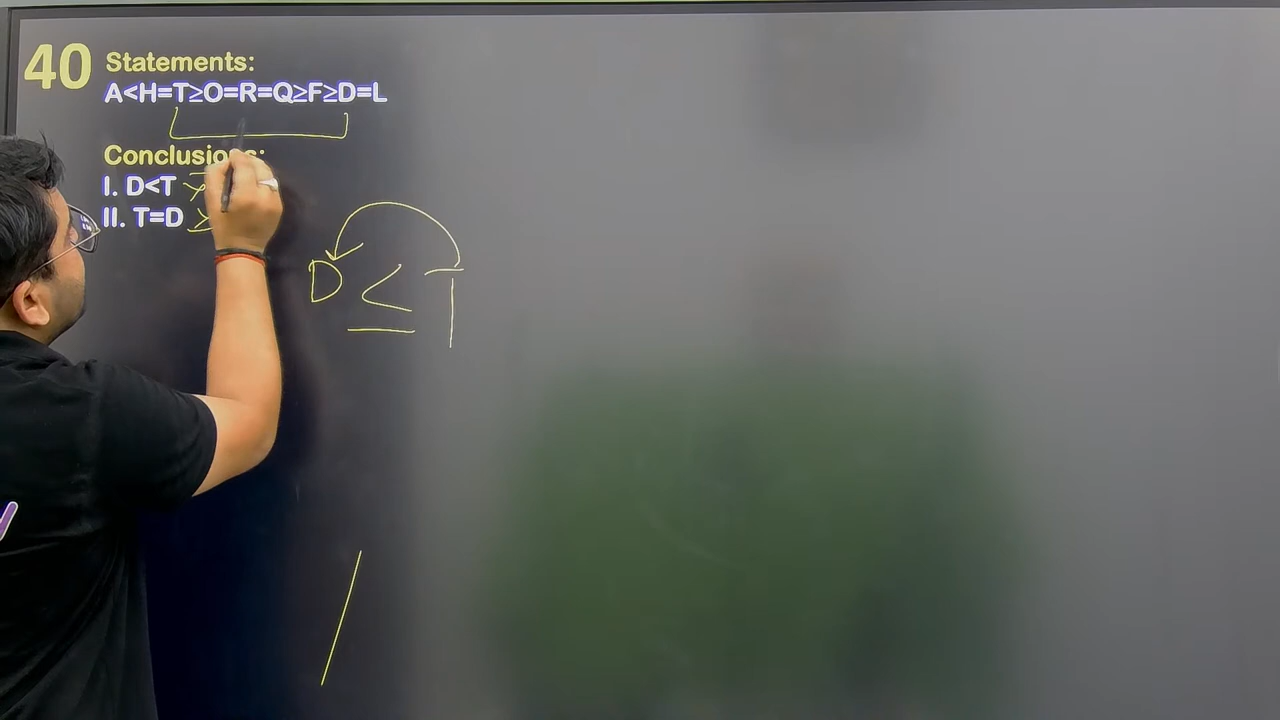 40 Statements:
A<H=T≥O=R=Q≥F≥D=L
Conclusions:
I. D<T
II. T=D
D ≤ T